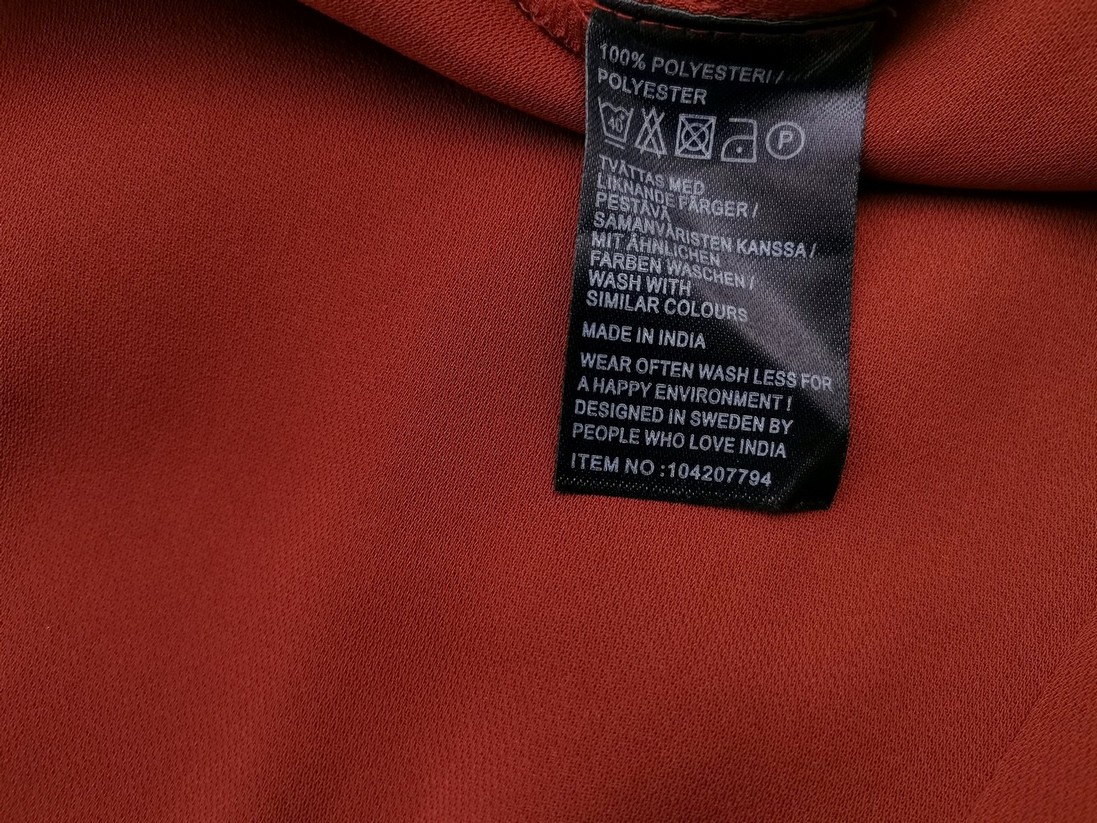 100% POLYESTERI /
POLYESTER
40°
P
TVÄTTAS MED
LIKNANDE FÄRGER /
PESTÄVÄ
SAMANVÄRISTEN KANSSA /
MIT ÄHNLICHEN
FARBEN WASCHEN /
WASH WITH
SIMILAR COLOURS
MADE IN INDIA
WEAR OFTEN WASH LESS FOR
A HAPPY ENVIRONMENT !
DESIGNED IN SWEDEN BY
PEOPLE WHO LOVE INDIA
ITEM NO :104207794